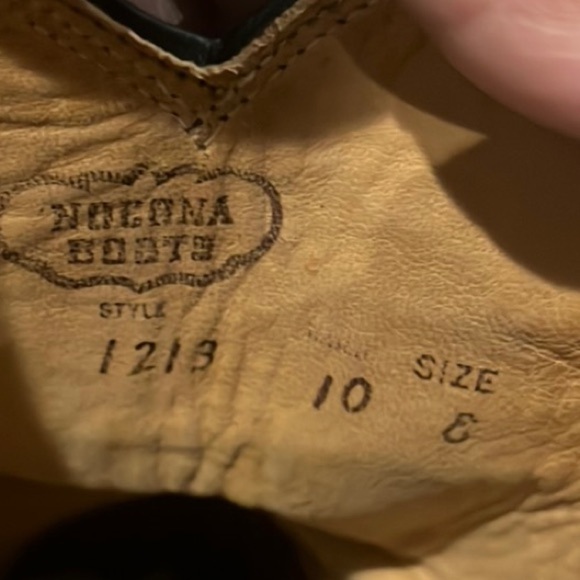 NOCONA
BOOTS
STYLE
1213
SIZE
10 E